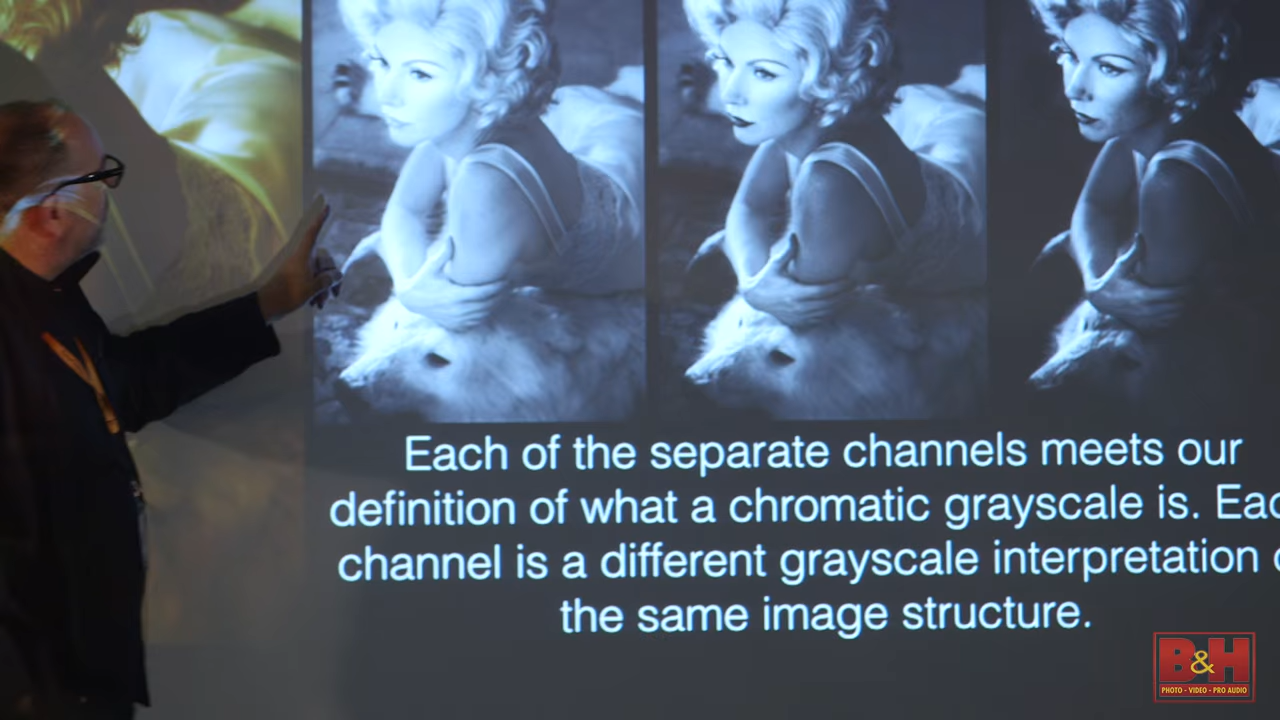 Each of the separate channels meets our
definition of what a chromatic grayscale is. Eac
channel is a different grayscale interpretation
the same image structure.
B&H
PHOTO - VIDEO - PRO AUDIO